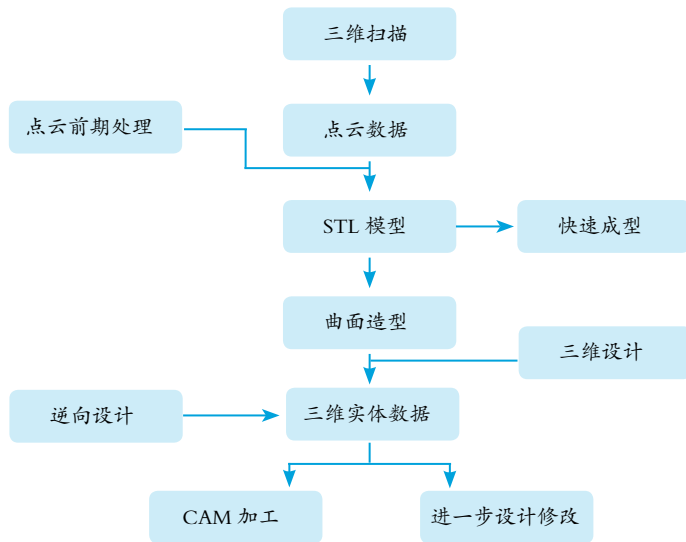 三维扫描
点云前期处理
点云数据
STL 模型
快速成型
曲面造型
三维设计
逆向设计
三维实体数据
CAM 加工
进一步设计修改